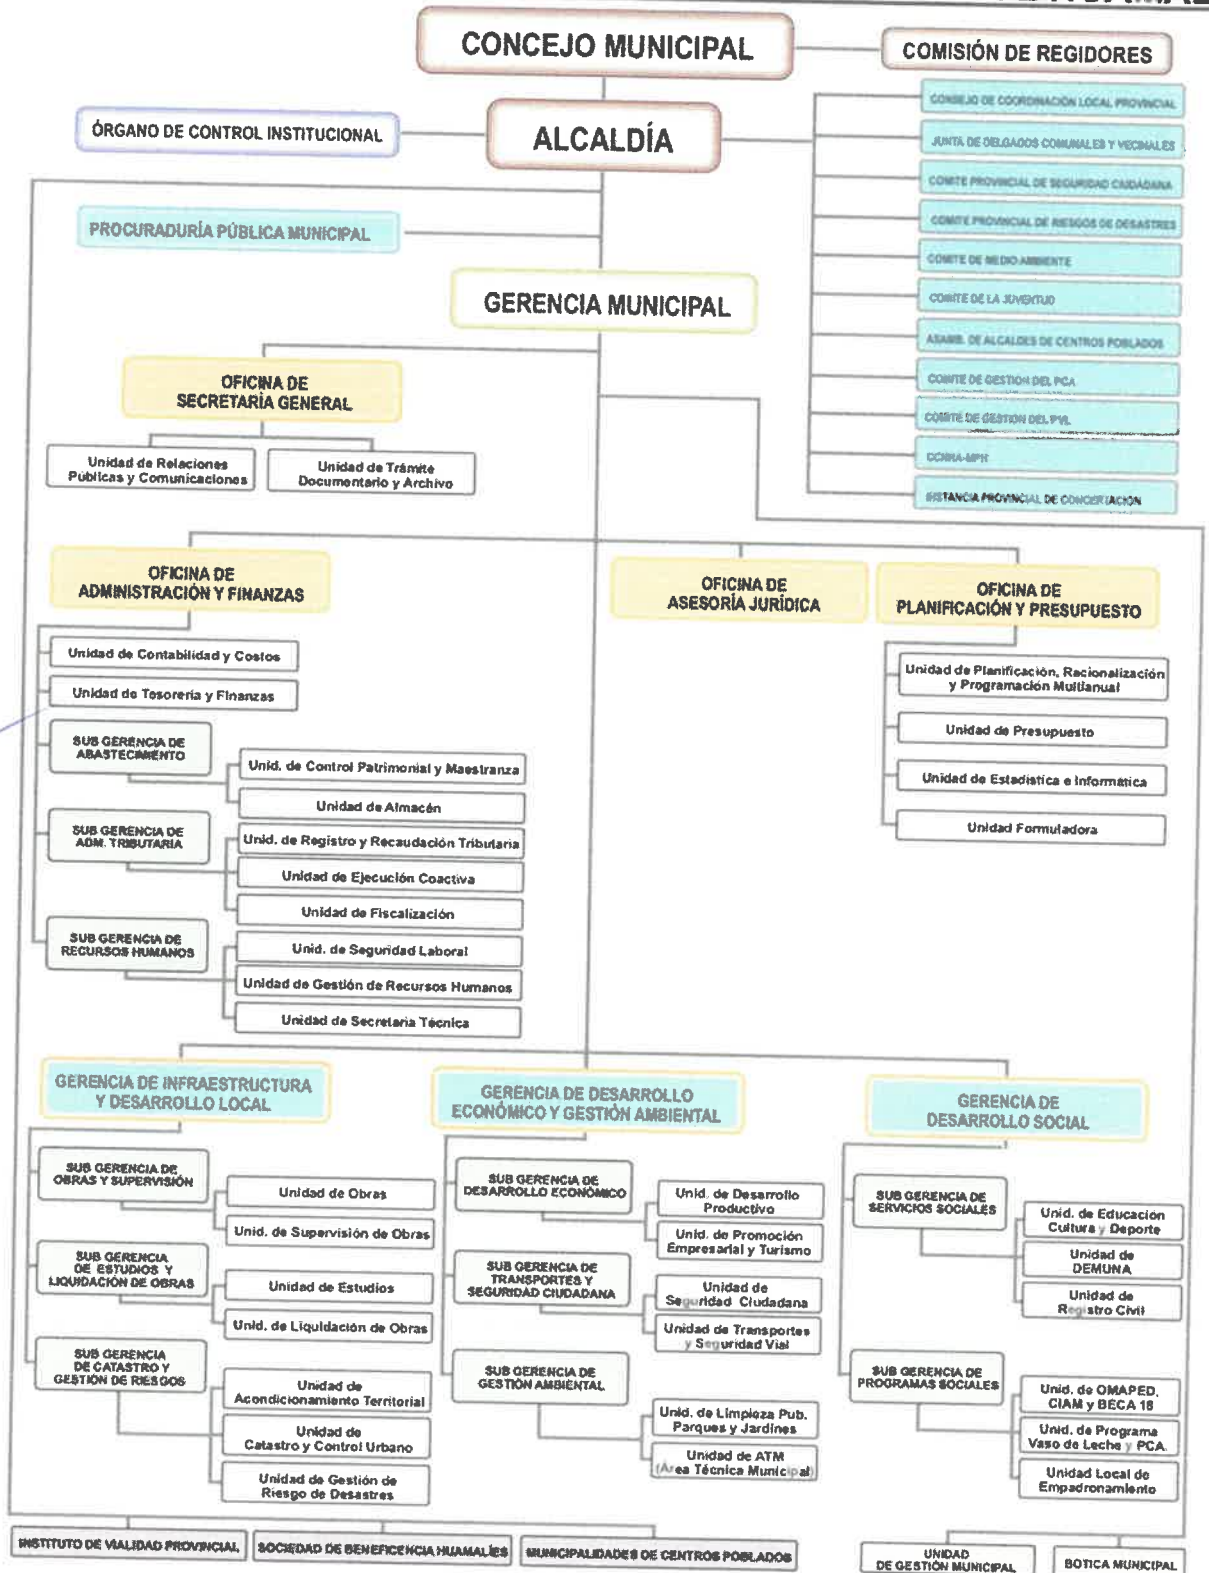 CONCEJO MUNICIPAL
COMISIÓN DE REGIDORES
ÓRGANO DE CONTROL INSTITUCIONAL
ALCALDÍA
CONSEJO DE COORDINACIÓN LOCAL PROVINCIAL
JUNTA DE DELGADOS COMUNALES Y VECINALES
COMITE PROVINCIAL DE SEGURIDAD CIUDADANA
COMITE PROVINCIAL DE RIESGOS DE DESASTRES
COMITE DE MEDIO AMBIENTE
COMITE DE LA JUVENTUD
ASAMB. DE ALCALDES DE CENTROS POBLADOS
COMITE DE GESTION DEL PCA
COMITE DE GESTION DEL PVL
INSTANCIA PROVINCIAL DE CONCERTACION
PROCURADURÍA PÚBLICA MUNICIPAL
GERENCIA MUNICIPAL
OFICINA DE
SECRETARÍA GENERAL
Unidad de Relaciones
Públicas y Comunicaciones
Unidad de Trámite
Documentario y Archivo
OFICINA DE
ADMINISTRACIÓN Y FINANZAS
OFICINA DE
ASESORÍA JURÍDICA
OFICINA DE
PLANIFICACIÓN Y PRESUPUESTO
Unidad de Contabilidad y Costos
Unidad de Tesorería y Finanzas
SUB GERENCIA DE
ABASTECIMIENTO
Unid. de Control Patrimonial y Maestranza
Unidad de Almacén
SUB GERENCIA DE
ADM. TRIBUTARIA
Unid. de Registro y Recaudación Tributaria
Unidad de Ejecución Coactiva
Unidad de Fiscalización
SUB GERENCIA DE
RECURSOS HUMANOS
Unid. de Seguridad Laboral
Unidad de Gestión de Recursos Humanos
Unidad de Secretaria Técnica
Unidad de Planificación, Racionalización
y Programación Multianual
Unidad de Presupuesto
Unidad de Estadística e Informática
Unidad Formuladora
GERENCIA DE INFRAESTRUCTURA
Y DESARROLLO LOCAL
GERENCIA DE DESARROLLO
ECONÓMICO Y GESTIÓN AMBIENTAL
GERENCIA DE
DESARROLLO SOCIAL
SUB GERENCIA DE
OBRAS Y SUPERVISIÓN
Unidad de Obras
Unid. de Supervisión de Obras
SUB GERENCIA
DE ESTUDIOS Y
LIQUIDACIÓN DE OBRAS
Unidad de Estudios
Unid. de Liquidación de Obras
SUB GERENCIA
DE CATASTRO Y
GESTIÓN DE RIESGOS
Unidad de
Acondicionamiento Territorial
Unidad de
Catastro y Control Urbano
Unidad de Gestión de
Riesgo de Desastres
SUB GERENCIA DE
DESARROLLO ECONÓMICO
Unid. de Desarrollo
Productivo
Unid. de Promoción
Empresarial y Turismo
SUB GERENCIA DE
TRANSPORTES Y
SEGURIDAD CIUDADANA
Unidad de
Seguridad Ciudadana
Unidad de Transportes
y Seguridad Vial
SUB GERENCIA DE
GESTIÓN AMBIENTAL
Unid. de Limpieza Pub.
Parques y Jardines
Unidad de ATM
(Área Técnica Municipal)
SUB GERENCIA DE
SERVICIOS SOCIALES
Unid. de Educación
Cultura y Deporte
Unidad de
DEMUNA
Unidad de
Registro Civil
SUB GERENCIA DE
PROGRAMAS SOCIALES
Unid. de OMAPED,
CIAM y BECA 18
Unid. de Programa
Vaso de Leche y PCA.
Unidad Local de
Empadronamiento
INSTITUTO DE VIALIDAD PROVINCIAL
SOCIEDAD DE BENEFICENCIA HUAMALÍES
MUNICIPALIDADES DE CENTROS POBLADOS
UNIDAD
DE GESTIÓN MUNICIPAL
BOTICA MUNICIPAL